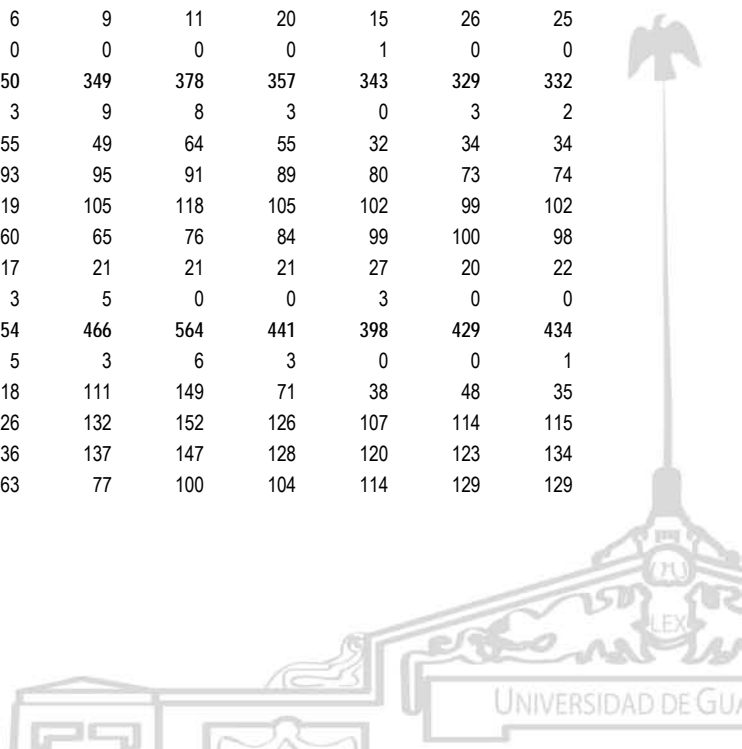 6 9 11 20 15 26 25
0 0 0 0 1 0 0
50 349 378 357 343 329 332
3 9 8 3 0 3 2
55 49 64 55 32 34 34
93 95 91 89 80 73 74
19 105 118 105 102 99 102
60 65 76 84 99 100 98
17 21 21 21 27 20 22
3 5 0 0 3 0 0
54 466 564 441 398 429 434
5 3 6 3 0 0 1
18 111 149 71 38 48 35
26 132 152 126 107 114 115
36 137 147 128 120 123 134
63 77 100 104 114 129 129
LEX
UNIVERSIDAD DE GUA